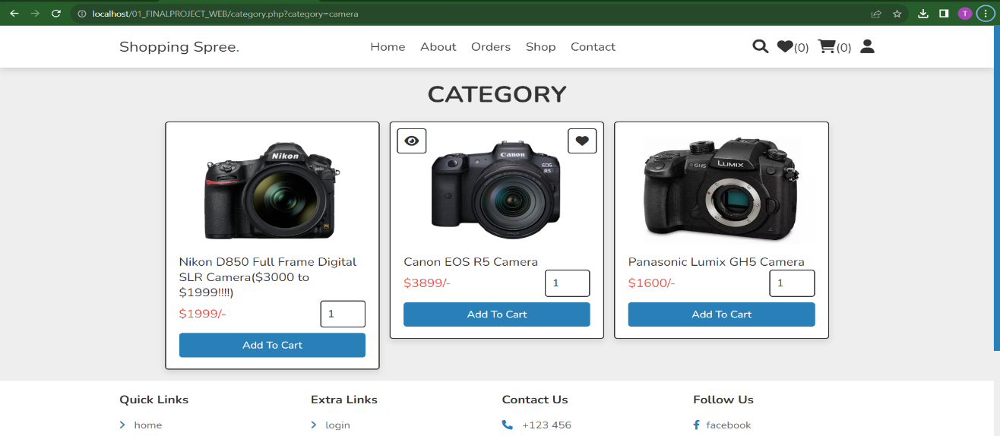 localhost/01_FINALPROJECT_WEB/category.php?category=camera
T
Shopping Spree.
Home About Orders Shop Contact
(0) (0)
CATEGORY
Nikon
D850
Nikon D850 Full Frame Digital
SLR Camera($3000 to
$1999!!!!)
$1999/-
1
Add To Cart
Canon
EOS
R5
Canon EOS R5 Camera
$3899/-
1
Add To Cart
GH5 LUMIX
Panasonic Lumix GH5 Camera
$1600/-
1
Add To Cart
Quick Links
home
Extra Links
login
Contact Us
+123 456
Follow Us
facebook